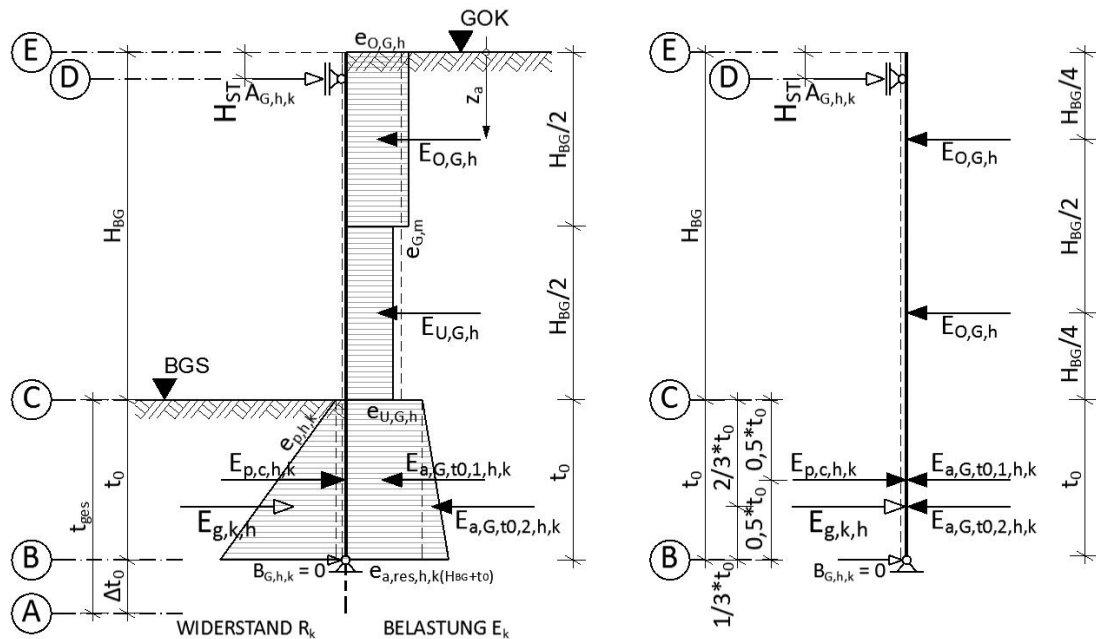 GOK
E
e_O,G,h
D
H_ST
A_G,h,k
z_a
H_BG/2
E_O,G,h
H_BG
e_G,m
H_BG/2
E_U,G,h
BGS
C
e_U,G,h
e_p,h,k
E_p,c,h,k
E_a,G,t0,1,h,k
t_0
t_0
t_ges
E_g,k,h
E_a,G,t0,2,h,k
B
B_G,h,k = 0
e_a,res,h,k(H_BG+t_0)
Δt_0
A
WIDERSTAND R_k
BELASTUNG E_k
E
D
H_ST
A_G,h,k
H_BG/4
E_O,G,h
H_BG
H_BG/2
E_O,G,h
H_BG/4
C
2/3*t_0
0,5*t_0
E_p,c,h,k
E_a,G,t0,1,h,k
t_0
t_0
0,5*t_0
E_g,k,h
E_a,G,t0,2,h,k
B
B_G,h,k = 0
1/3*t_0